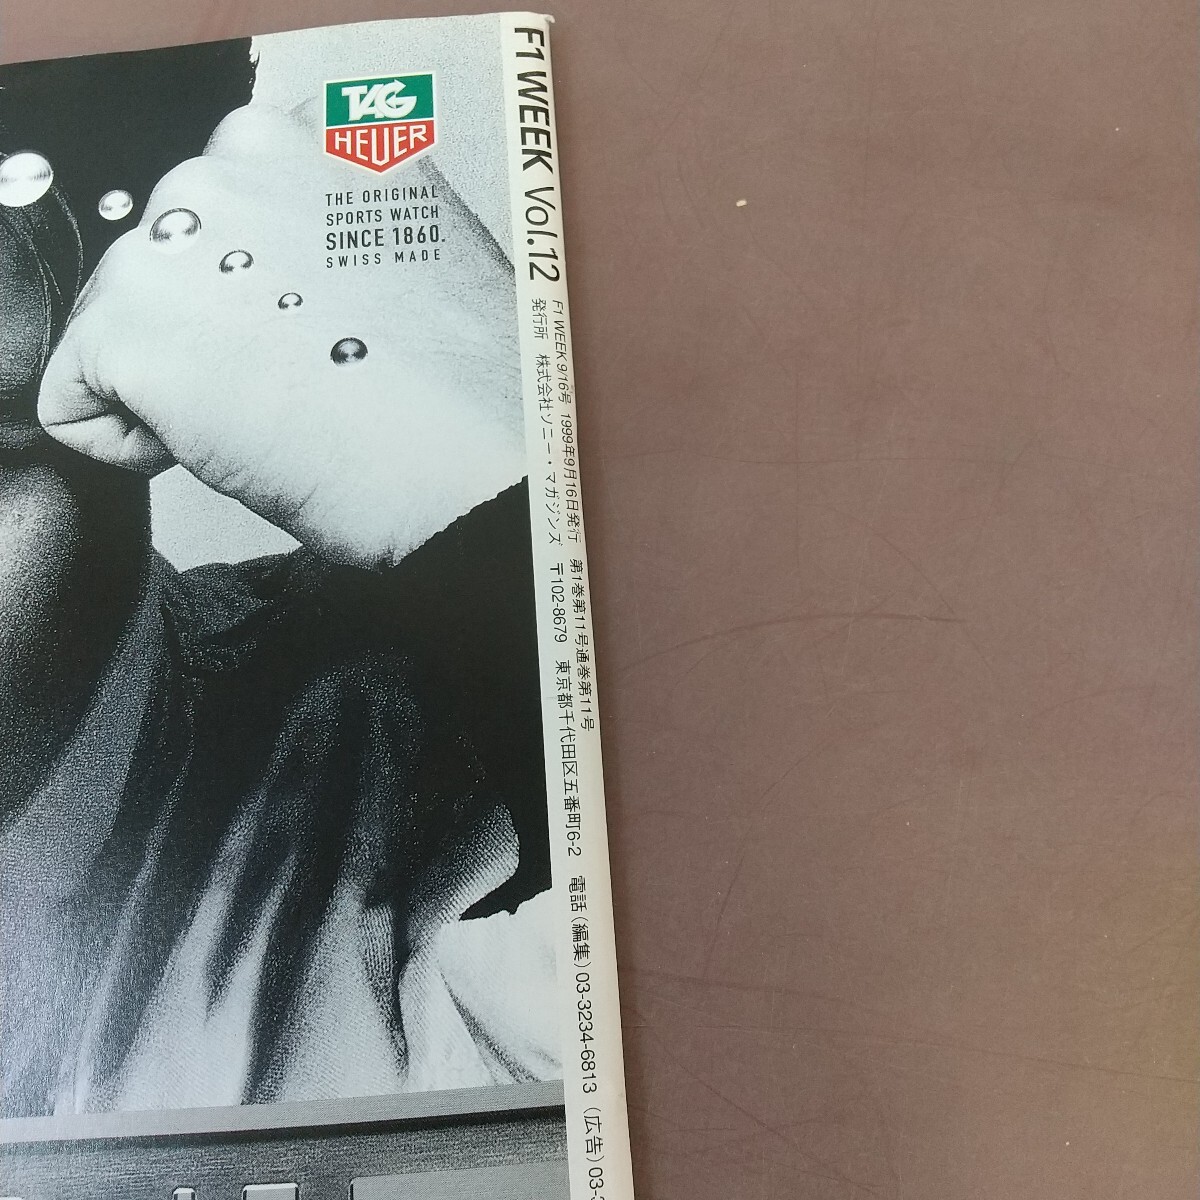 TAG
HEUER
THE ORIGINAL
SPORTS WATCH
SINCE 1860.
SWISS MADE
F1 WEEK Vol.12
F1 WEEK 9/16号 1999年9月16日発行 第1巻第11号通巻第11号
発行所 株式会社ソニー・マガジンズ 〒102-8679 東京都千代田区五番町6-2 電話(編集)03-3234-6813 (広告)03-3